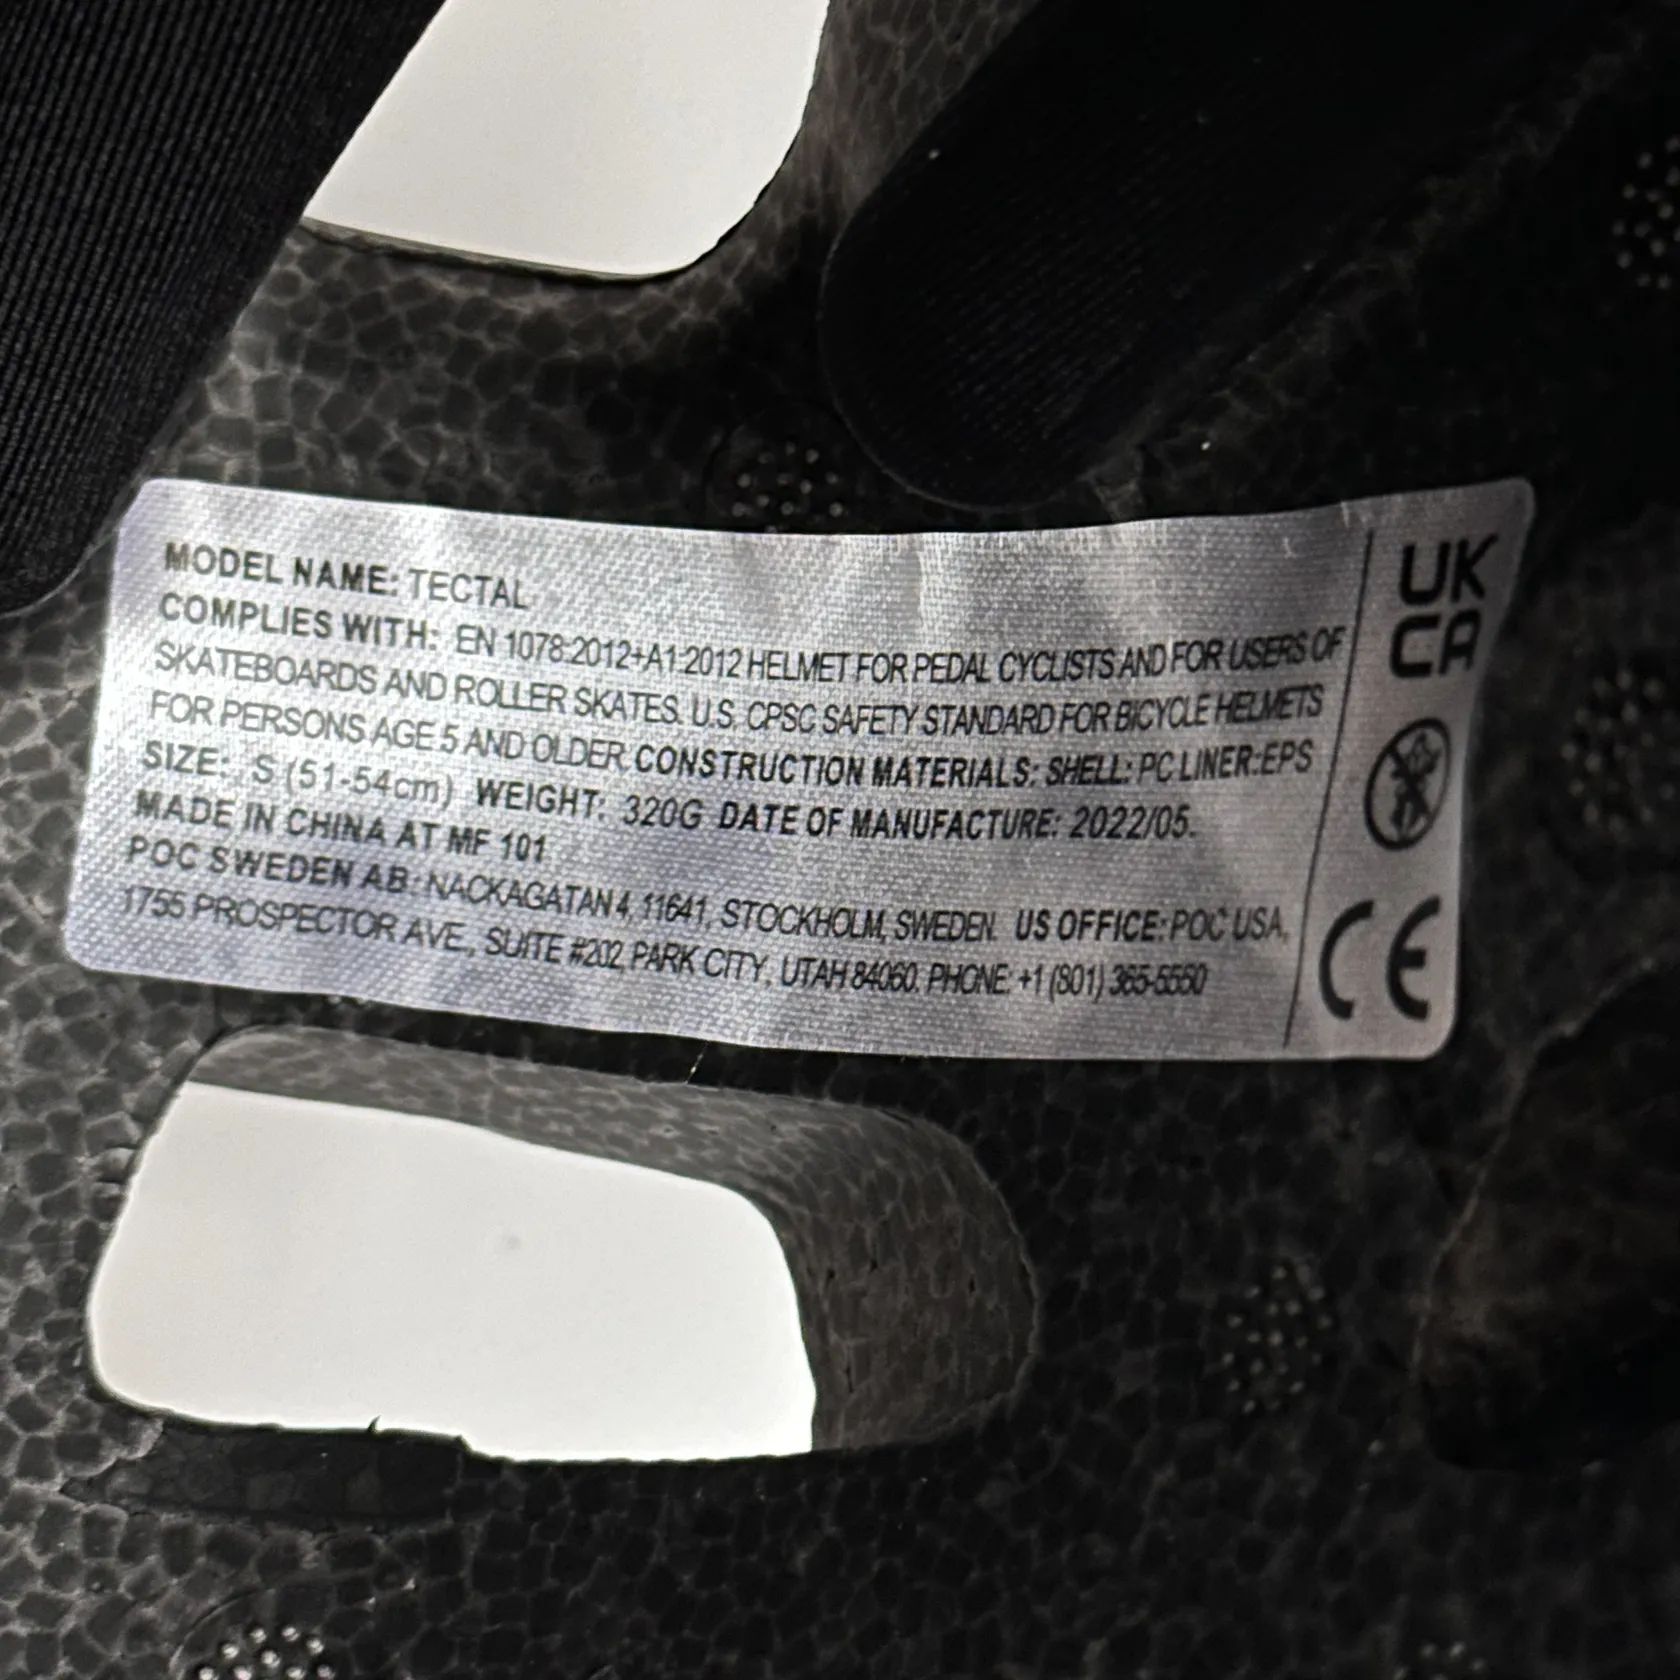 MODEL NAME: TECTAL
COMPLIES WITH: EN 1078:2012+A1:2012 HELMET FOR PEDAL CYCLISTS AND FOR USERS OF
SKATEBOARDS AND ROLLER SKATES. U.S. CPSC SAFETY STANDARD FOR BICYCLE HELMETS
FOR PERSONS AGE 5 AND OLDER CONSTRUCTION MATERIALS: SHELL: PC LINER:EPS
SIZE: S (51-54cm) WEIGHT: 320G DATE OF MANUFACTURE: 2022/05.
MADE IN CHINA AT MF 101
POC SWEDEN AB: NACKAGATAN 4, 11641, STOCKHOLM, SWEDEN. US OFFICE: POC USA,
1755 PROSPECTOR AVE., SUITE #202, PARK CITY, UTAH 84060. PHONE: +1 (801) 365-5550
UK
CA
CE